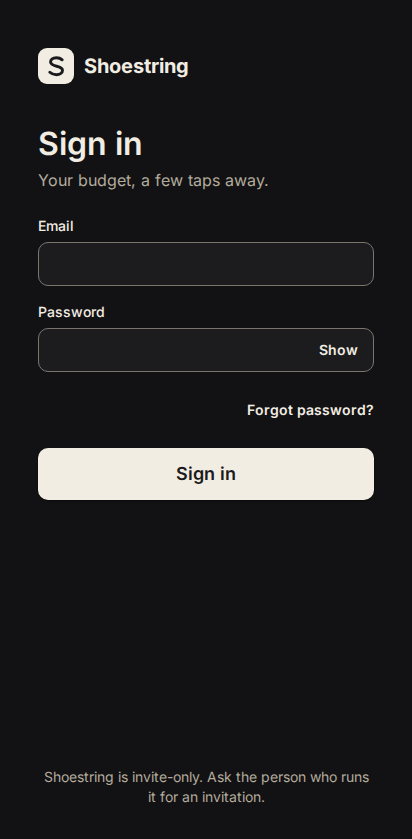 S
Shoestring
Sign in
Your budget, a few taps away.
Email
Password
Show
Forgot password?
Sign in
Shoestring is invite-only. Ask the person who runs
it for an invitation.